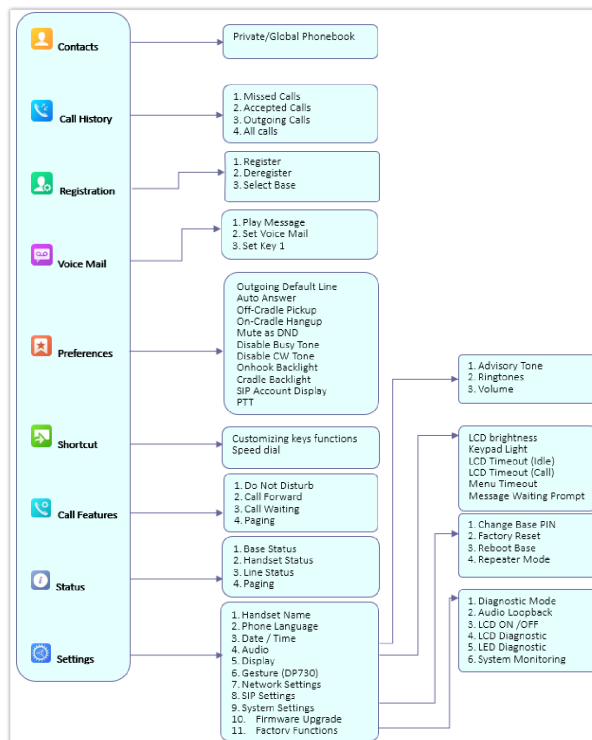 Contacts
Private/Global Phonebook
Call History
1. Missed Calls
2. Accepted Calls
3. Outgoing Calls
4. All calls
Registration
1. Register
2. Deregister
3. Select Base
Voice Mail
1. Play Message
2. Set Voice Mail
3. Set Key 1
Preferences
Outgoing Default Line
Auto Answer
Off-Cradle Pickup
On-Cradle Hangup
Mute as DND
Disable Busy Tone
Disable CW Tone
Onhook Backlight
Cradle Backlight
SIP Account Display
PTT
Shortcut
Customizing keys functions
Speed dial
Call Features
1. Do Not Disturb
2. Call Forward
3. Call Waiting
4. Paging
Status
1. Base Status
2. Handset Status
3. Line Status
4. Paging
Settings
1. Handset Name
2. Phone Language
3. Date / Time
4. Audio
5. Display
6. Gesture (DP730)
7. Network Settings
8. SIP Settings
9. System Settings
10. Firmware Upgrade
11. Factory Functions
1. Advisory Tone
2. Ringtones
3. Volume
LCD brightness
Keypad Light
LCD Timeout (Idle)
LCD Timeout (Call)
Menu Timeout
Message Waiting Prompt
1. Change Base PIN
2. Factory Reset
3. Reboot Base
4. Repeater Mode
1. Diagnostic Mode
2. Audio Loopback
3. LCD ON /OFF
4. LCD Diagnostic
5. LED Diagnostic
6. System Monitoring